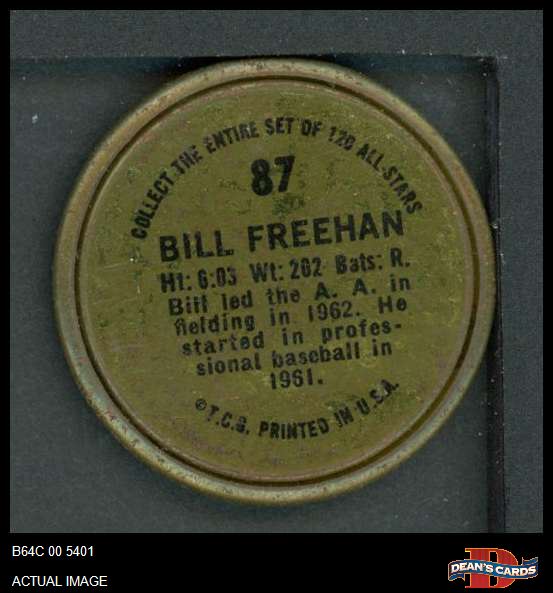 COLLECT THE ENTIRE SET OF 120 ALL-STARS
87
BILL FREEHAN
Ht: 6:03 Wt: 202 Bats: R.
Bill led the A. A. in
fielding in 1962. He
started in profes-
sional baseball in
1961.
©T.C.G. PRINTED IN U.S.A.
B64C 00 5401
ACTUAL IMAGE
DEAN'S CARDS